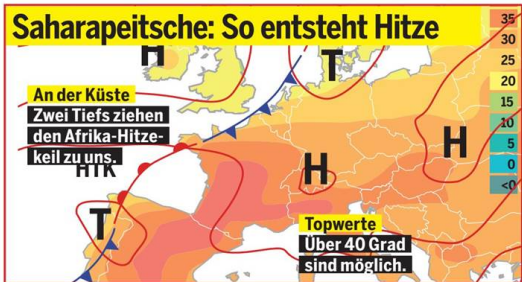 Saharapeitsche: So entsteht Hitze
H
T
An der Küste
Zwei Tiefs ziehen
den Afrika-Hitze-
keil zu uns.
H
H
T
Topwerte
Über 40 Grad
sind möglich.
35
30
25
20
15
10
5
0
<0